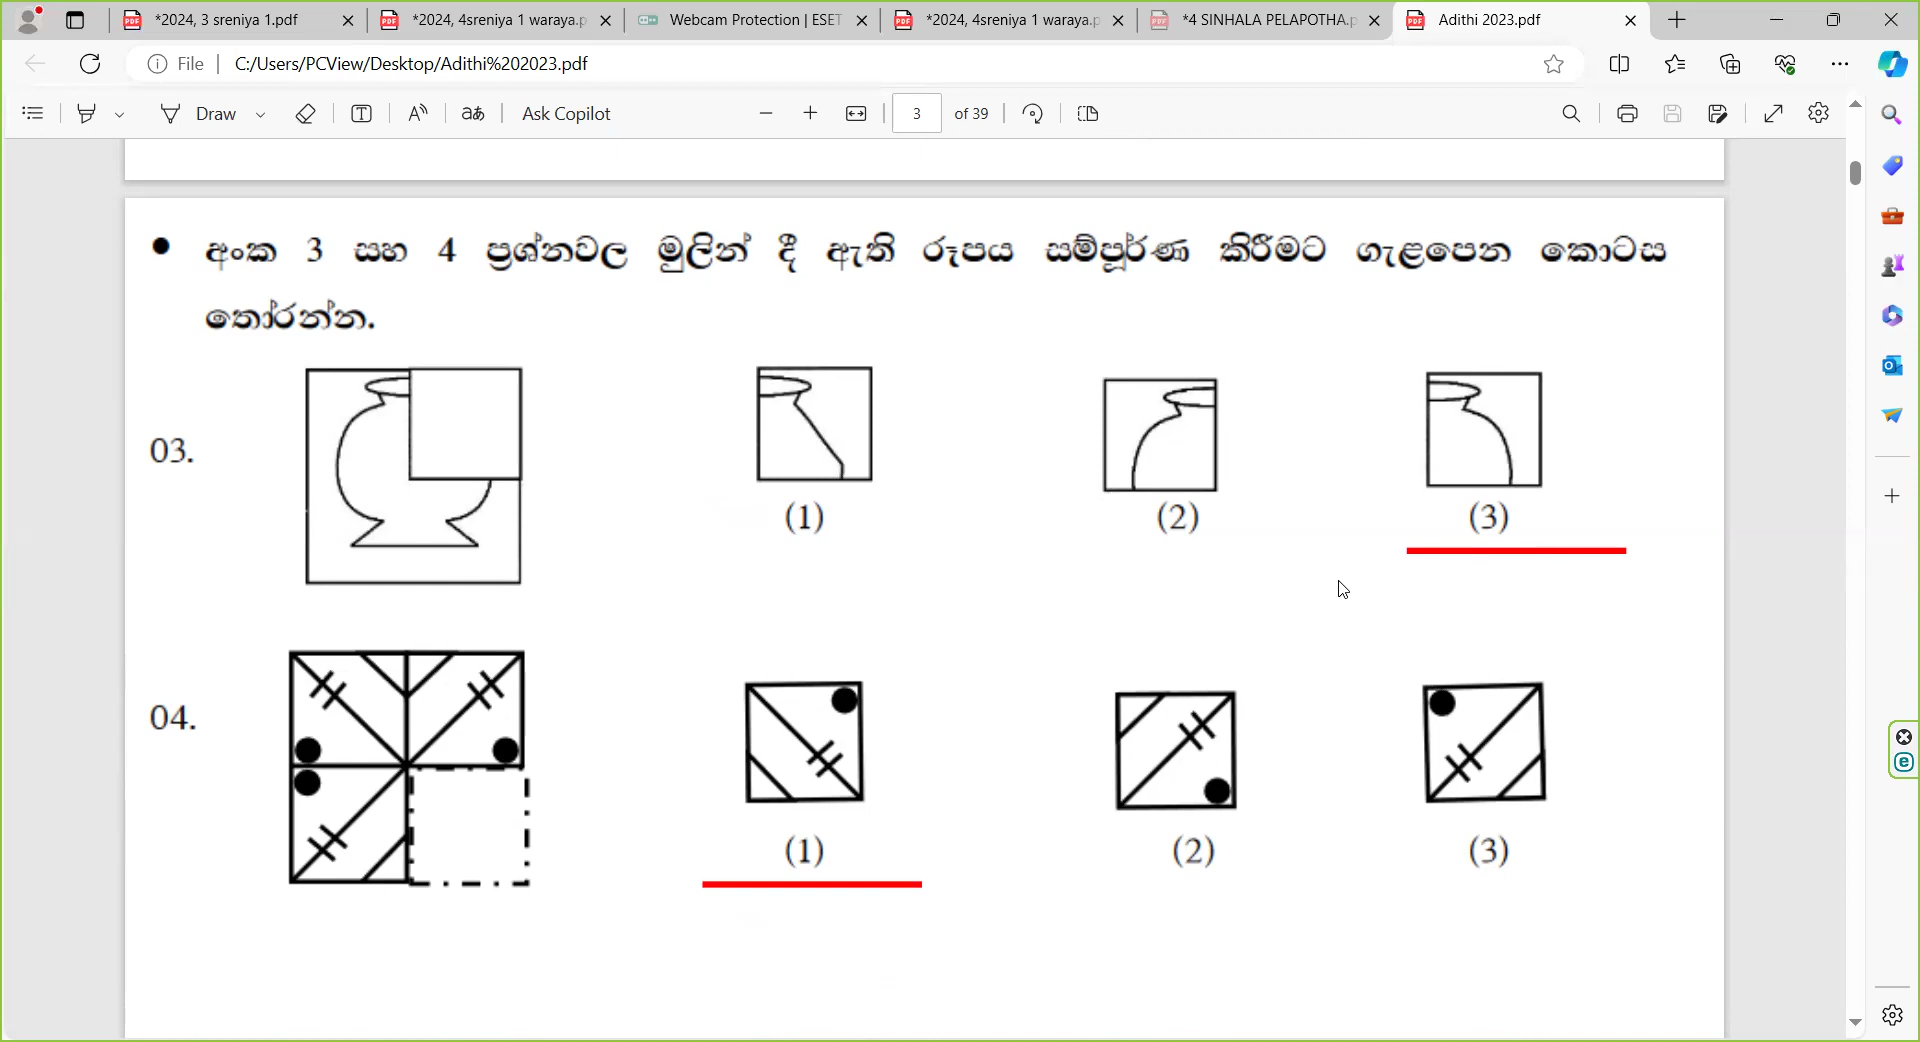 *2024, 3 sreniya 1.pdf
*2024, 4sreniya 1 waraya.p
Webcam Protection | ESET
*2024, 4sreniya 1 waraya.p
*4 SINHALA PELAPOTHA.p
Adithi 2023.pdf
File
C:/Users/PCView/Desktop/Adithi%202023.pdf
Draw
Ask Copilot
3
of 39
අංක 3 සහ 4 ප්‍රශ්නවල මුලින් දී ඇති රූපය සම්පූර්ණ කිරීමට ගැළපෙන කොටස
තෝරන්න.
03.
(1)
(2)
(3)
04.
(1)
(2)
(3)